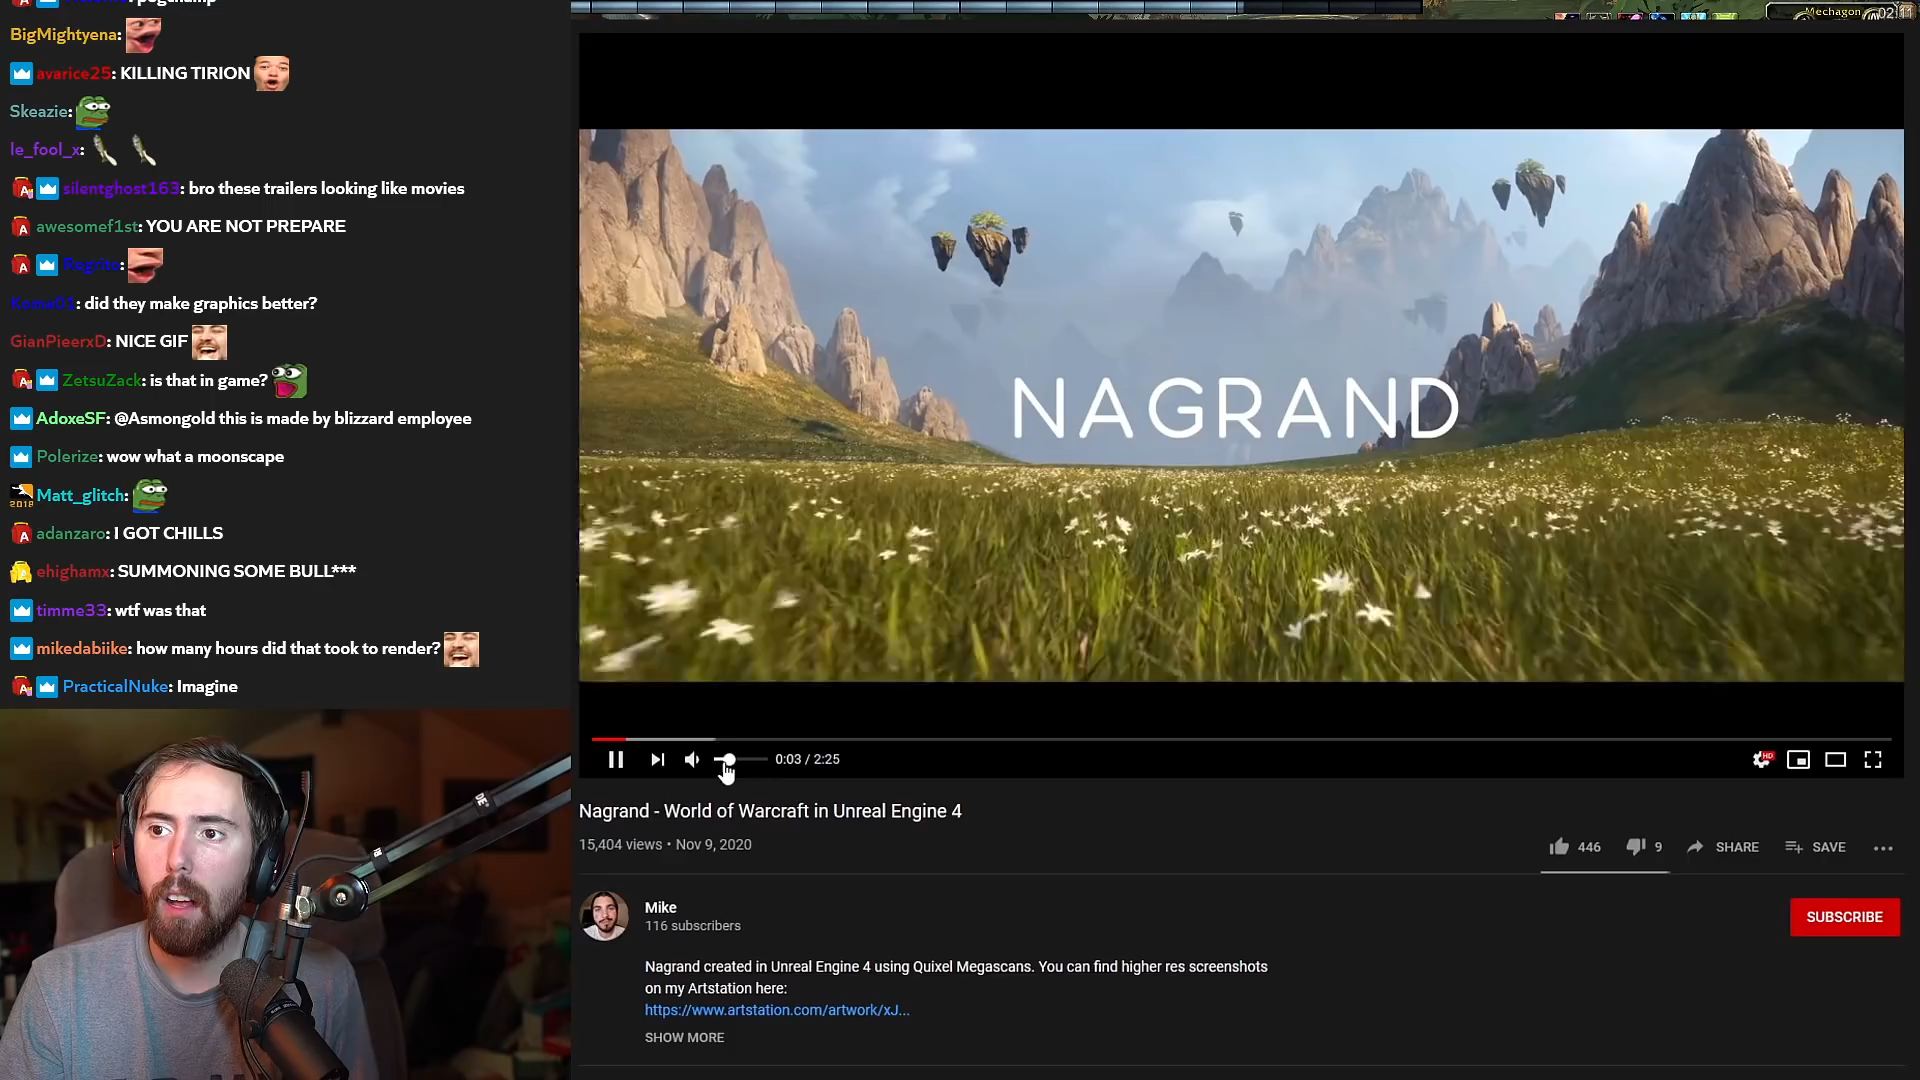 BigMightyena:
avarice25: KILLING TIRION
Skeazie:
le_fool_x:
silentghost163: bro these trailers looking like movies
awesomef1st: YOU ARE NOT PREPARE
Regrito:
Kome01: did they make graphics better?
GianPieerxD: NICE GIF
ZetsuZack: is that in game?
AdoxeSF: @Asmongold this is made by blizzard employee
Polerize: wow what a moonscape
2018 Matt_glitch:
adanzaro: I GOT CHILLS
ehighamx: SUMMONING SOME BULL***
timme33: wtf was that
mikedabiike: how many hours did that took to render?
PracticalNuke: Imagine
Mechagon
NAGRAND
0:03 / 2:25
HD
Nagrand - World of Warcraft in Unreal Engine 4
15,404 views • Nov 9, 2020
446
9
SHARE
SAVE
Mike
116 subscribers
SUBSCRIBE
Nagrand created in Unreal Engine 4 using Quixel Megascans. You can find higher res screenshots
on my Artstation here:
https://www.artstation.com/artwork/xJ...
SHOW MORE